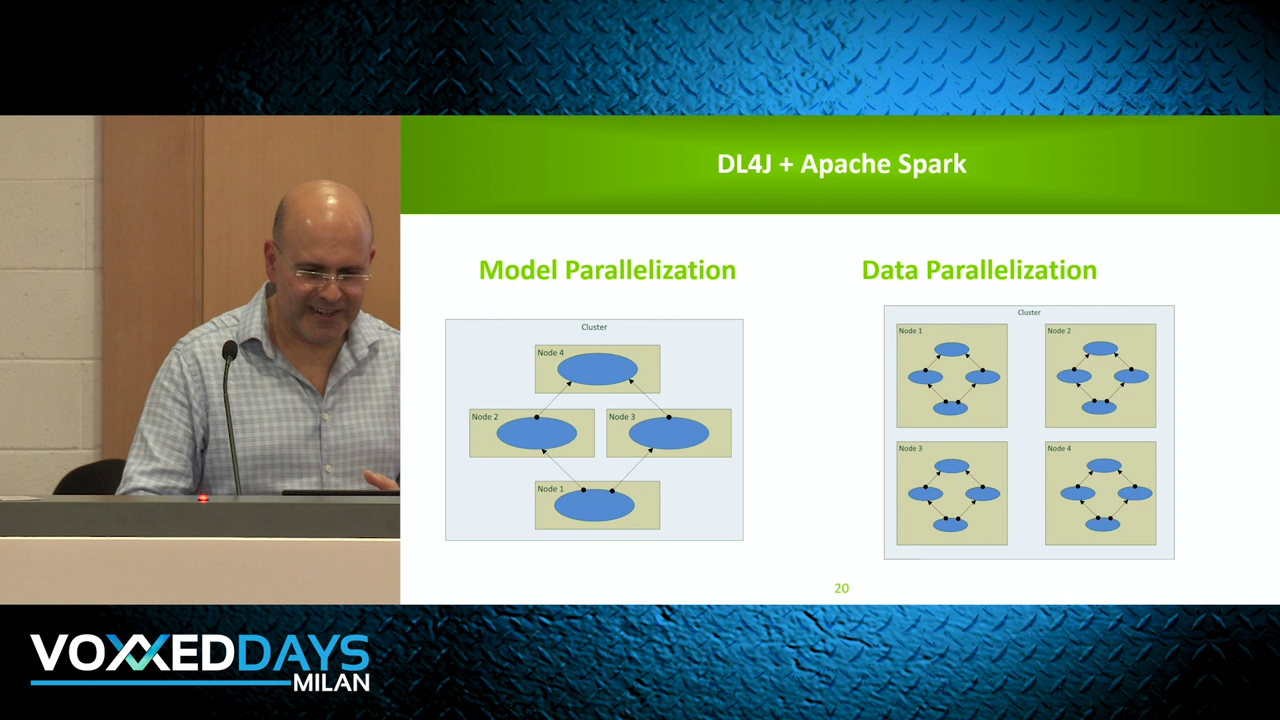 DL4J + Apache Spark
Model Parallelization
Cluster
Node 4
Node 2
Node 3
Node 1
Data Parallelization
Cluster
Node 1
Node 2
Node 3
Node 4
20
VOXXEDDAYS
MILAN